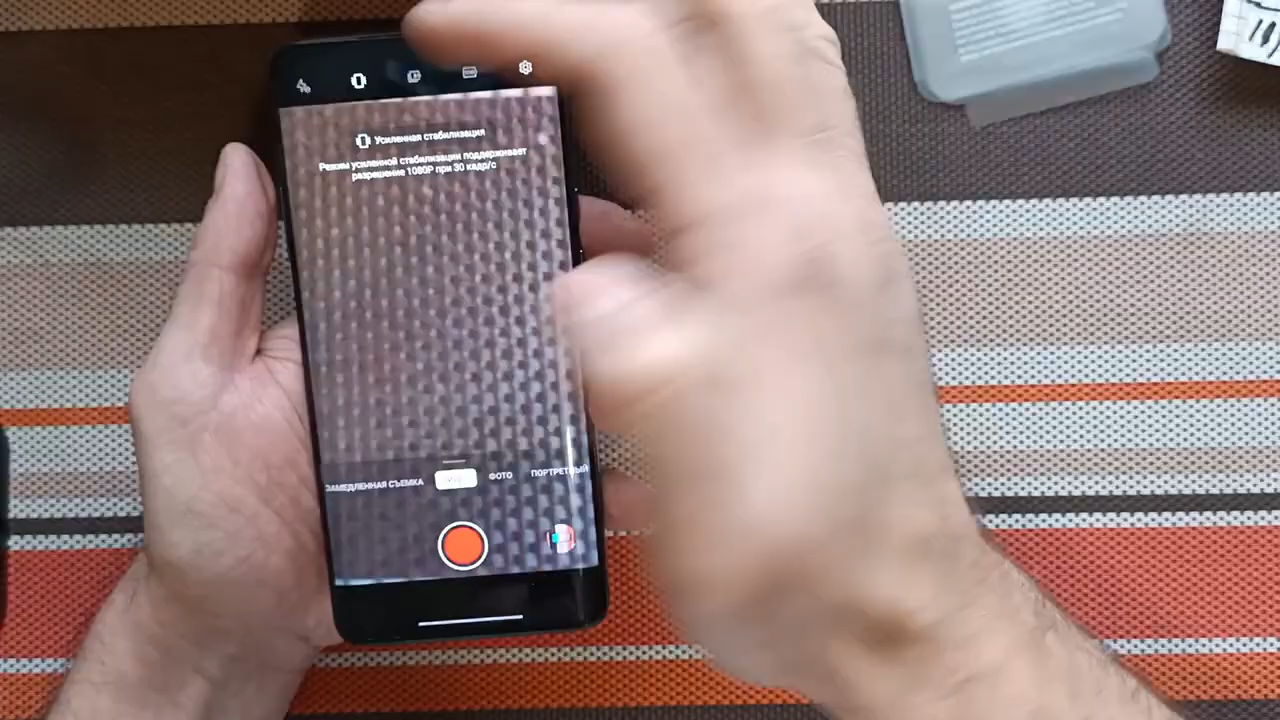 Усиленная стабилизация
Режим усиленной стабилизации поддерживает
разрешение 1080P при 30 кадр/с
ЗАМЕДЛЕННАЯ СЪЕМКА ФОТО ПОРТРЕТНЫЙ